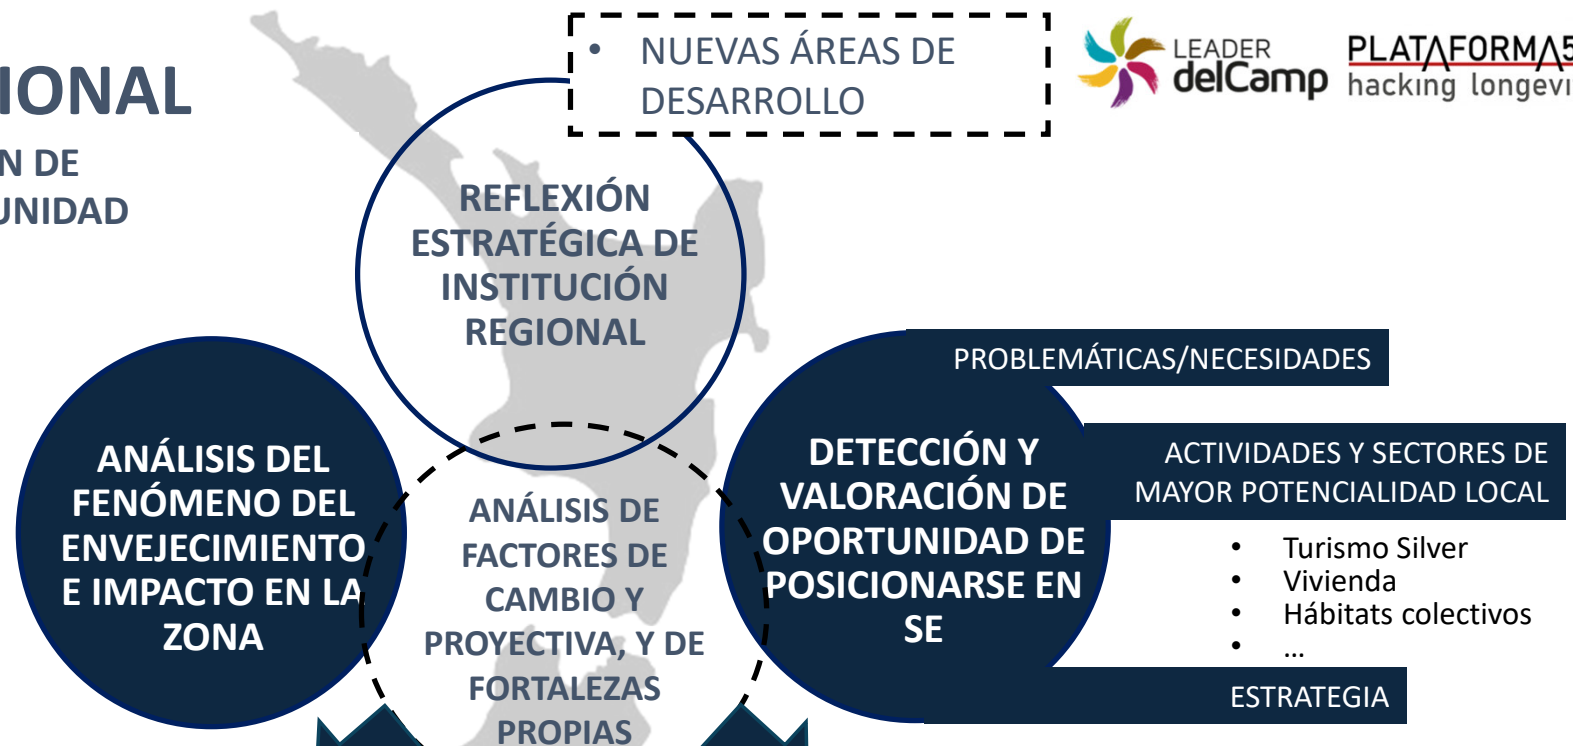 IONAL
N DE
UNIDAD
• NUEVAS ÁREAS DE
DESARROLLO
LEADER
delCamp
PLATAFORMA5
hacking longevi
REFLEXIÓN
ESTRATÉGICA DE
INSTITUCIÓN
REGIONAL
ANÁLISIS DEL
FENÓMENO DEL
ENVEJECIMIENTO
E IMPACTO EN LA
ZONA
ANÁLISIS DE
FACTORES DE
CAMBIO Y
PROYECTIVA, Y DE
FORTALEZAS
PROPIAS
DETECCIÓN Y
VALORACIÓN DE
OPORTUNIDAD DE
POSICIONARSE EN
SE
PROBLEMÁTICAS/NECESIDADES
ACTIVIDADES Y SECTORES DE
MAYOR POTENCIALIDAD LOCAL
• Turismo Silver
• Vivienda
• Hábitats colectivos
• ...
ESTRATEGIA